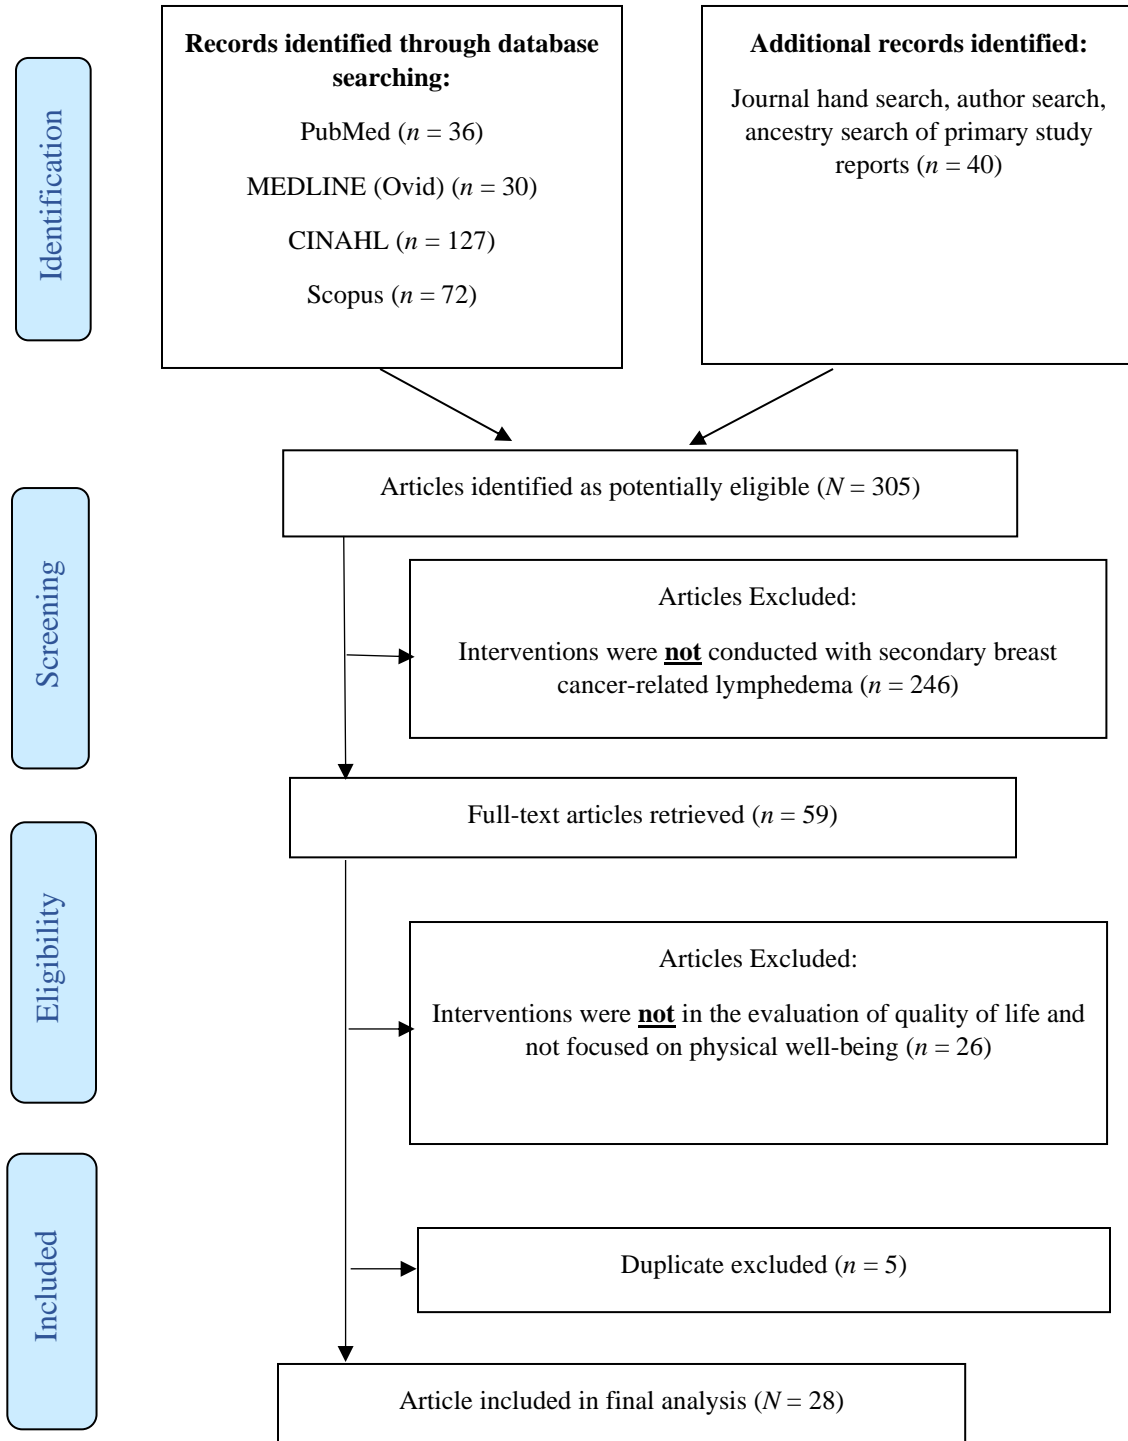 Records identified through database
searching:
PubMed (n = 36)
MEDLINE (Ovid) (n = 30)
CINAHL (n = 127)
Scopus (n = 72)
Additional records identified:
Journal hand search, author search,
ancestry search of primary study
reports (n = 40)
Identification
Articles identified as potentially eligible (N = 305)
Screening
Articles Excluded:
Interventions were not conducted with secondary breast
cancer-related lymphedema (n = 246)
Full-text articles retrieved (n = 59)
Eligibility
Articles Excluded:
Interventions were not in the evaluation of quality of life and
not focused on physical well-being (n = 26)
Included
Duplicate excluded (n = 5)
Article included in final analysis (N = 28)